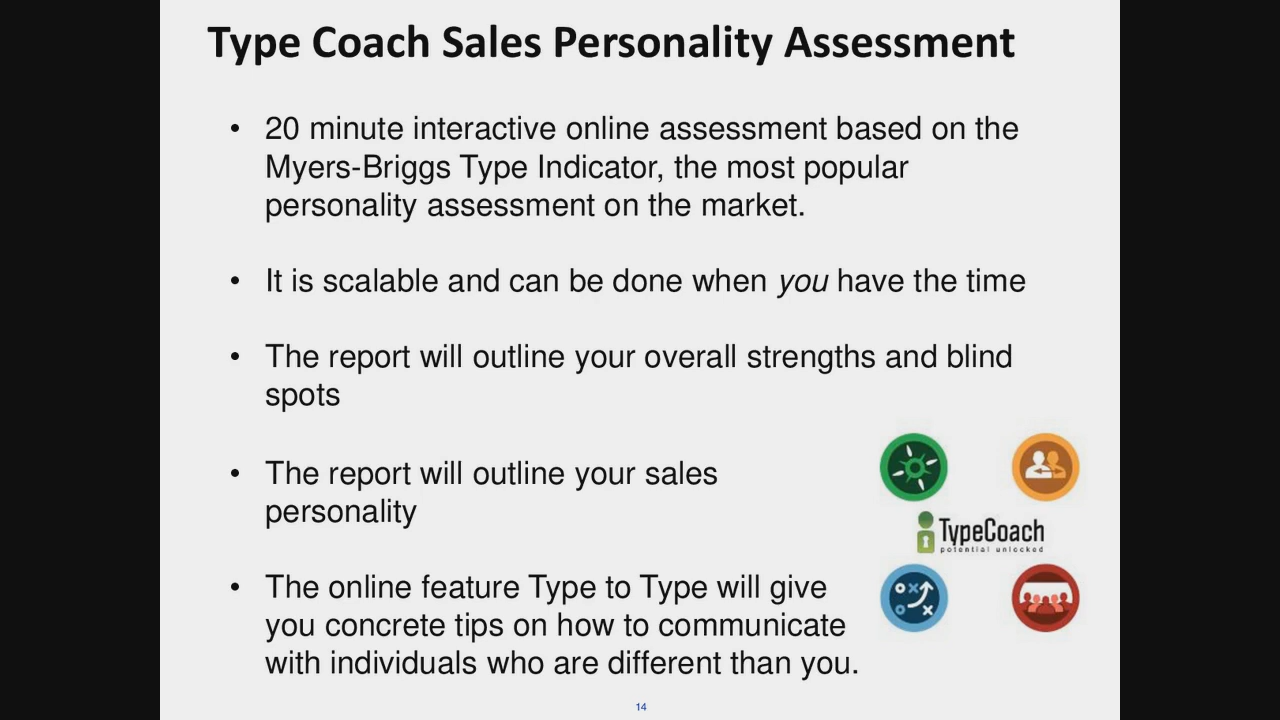 Type Coach Sales Personality Assessment
• 20 minute interactive online assessment based on the
Myers-Briggs Type Indicator, the most popular
personality assessment on the market.
• It is scalable and can be done when you have the time
• The report will outline your overall strengths and blind
spots
• The report will outline your sales
personality
TypeCoach
potential unlocked
• The online feature Type to Type will give
you concrete tips on how to communicate
with individuals who are different than you.
14